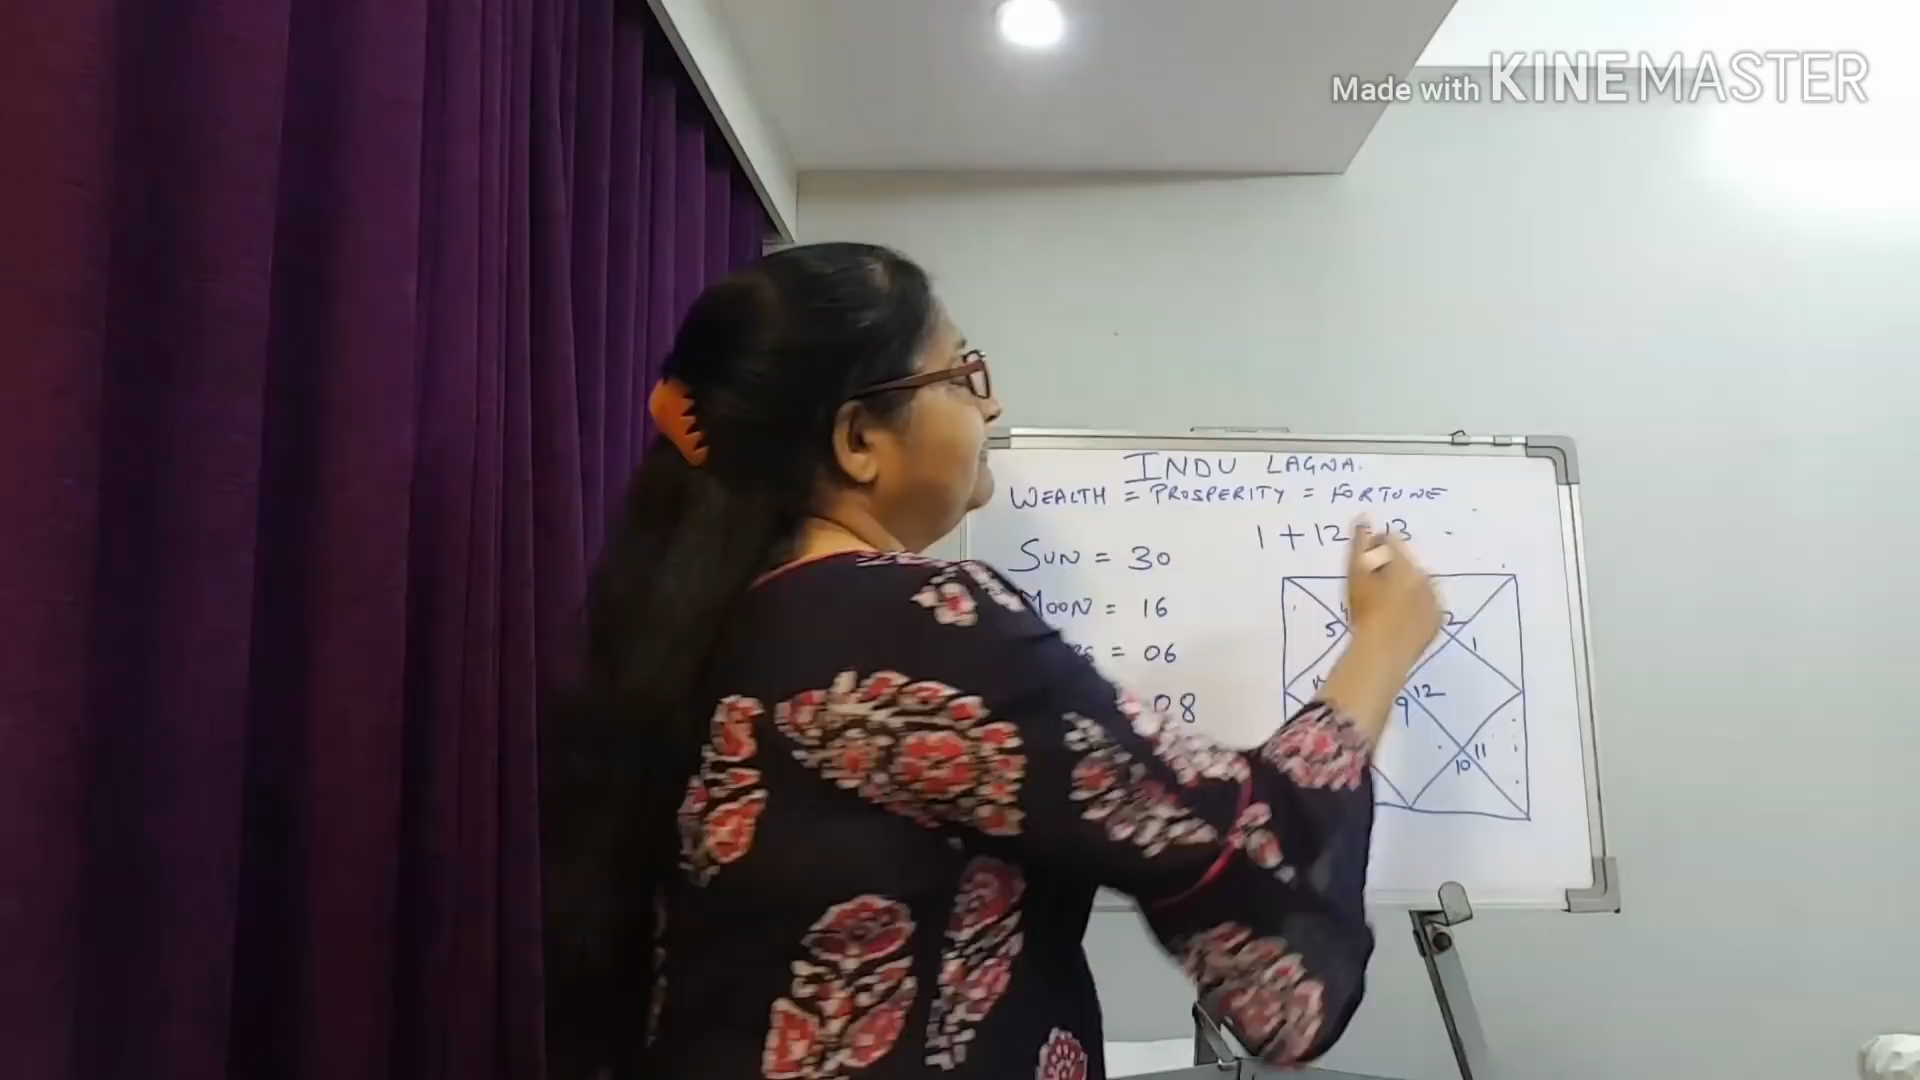 Made with KINEMASTER
INDU LAGNA.
WEALTH = PROSPERITY = FORTUNE
1 + 12 = 13
SUN = 30
MOON = 16
= 06
08
5
2
1
12
9
11
10